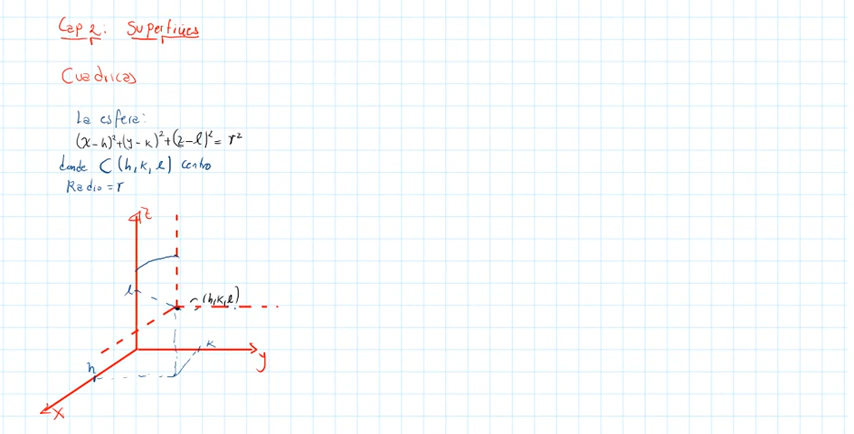 Cap 2: Superficies
Cuadricas
La esfera:
(x-h)²+(y-k)²+(z-l)²= r²
donde C(h,k,l) centro
Radio = r
z
l
(h,k,l)
k
h
y
x